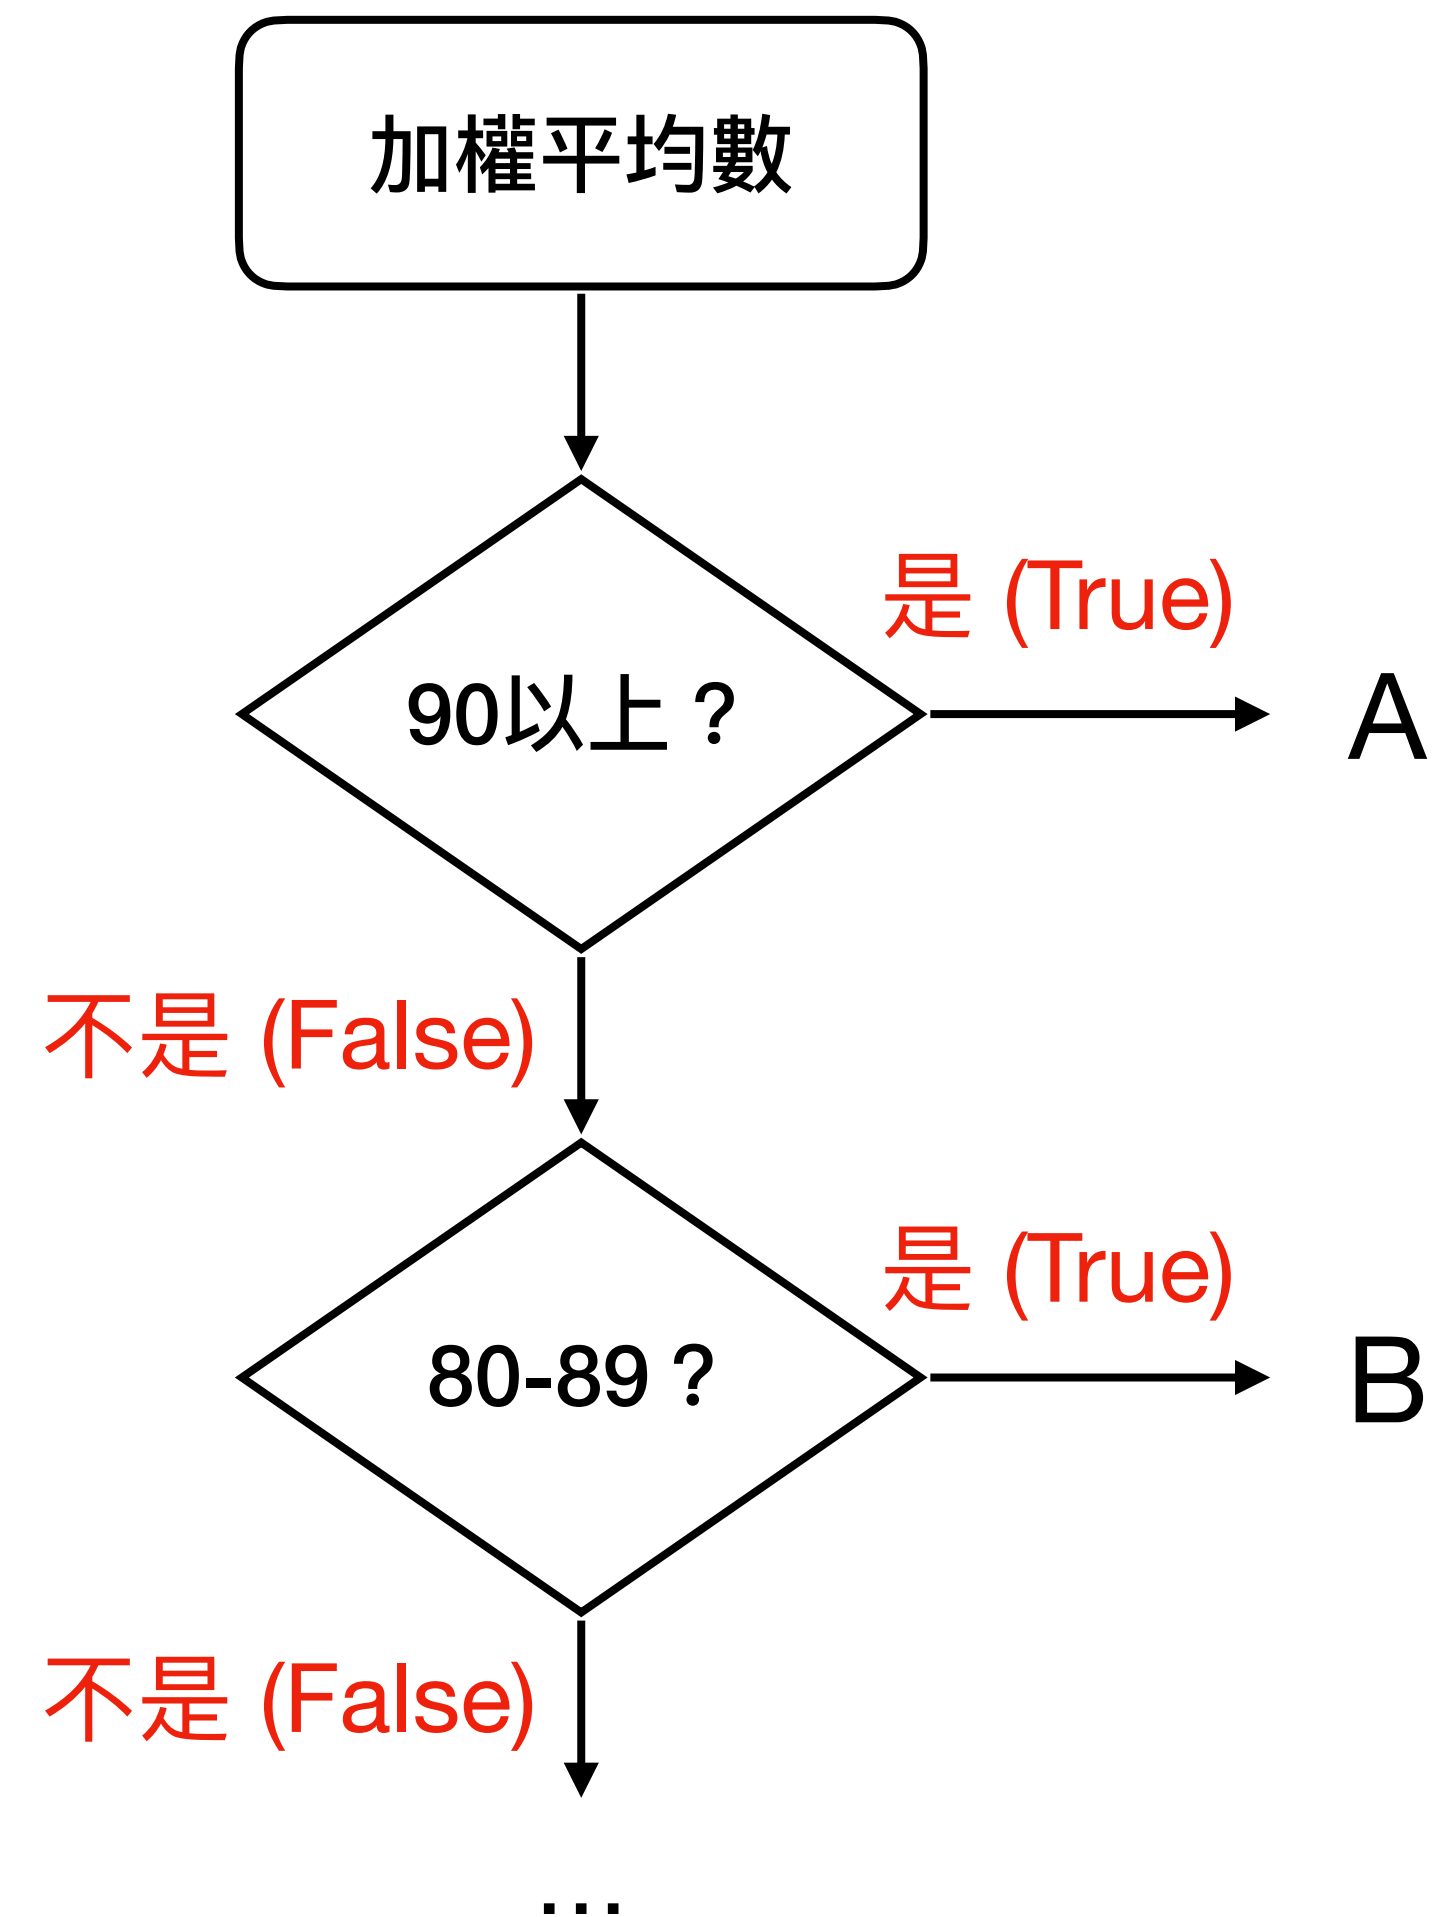 加權平均數
是 (True)
90以上？
A
不是 (False)
是 (True)
80-89？
B
不是 (False)
...